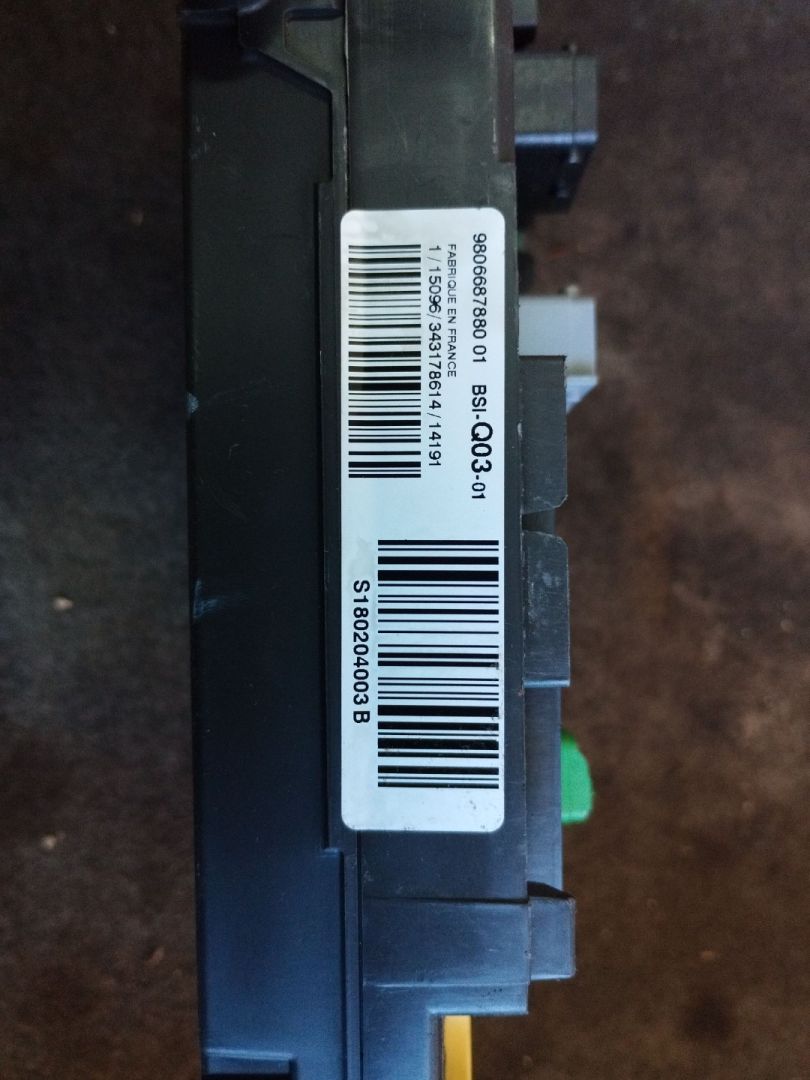 9806687880 01 BSI-Q03-01
FABRIQUE EN FRANCE
1/15096/343178614/14191
S180204003 B